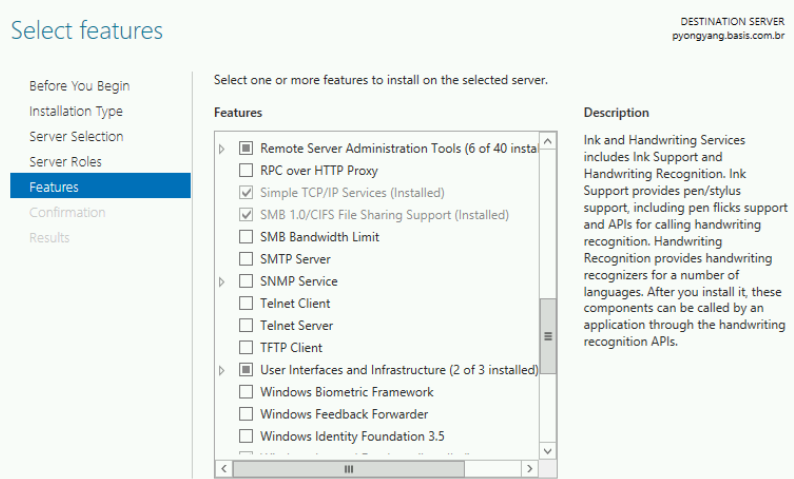 Select features
DESTINATION SERVER
pyongyang.basis.com.br
Before You Begin
Installation Type
Server Selection
Server Roles
Features
Confirmation
Results
Select one or more features to install on the selected server.
Features
Remote Server Administration Tools (6 of 40 instal
RPC over HTTP Proxy
Simple TCP/IP Services (Installed)
SMB 1.0/CIFS File Sharing Support (Installed)
SMB Bandwidth Limit
SMTP Server
SNMP Service
Telnet Client
Telnet Server
TFTP Client
User Interfaces and Infrastructure (2 of 3 installed)
Windows Biometric Framework
Windows Feedback Forwarder
Windows Identity Foundation 3.5
Description
Ink and Handwriting Services
includes Ink Support and
Handwriting Recognition. Ink
Support provides pen/stylus
support, including pen flicks support
and APIs for calling handwriting
recognition. Handwriting
Recognition provides handwriting
recognizers for a number of
languages. After you install it, these
components can be called by an
application through the handwriting
recognition APIs.